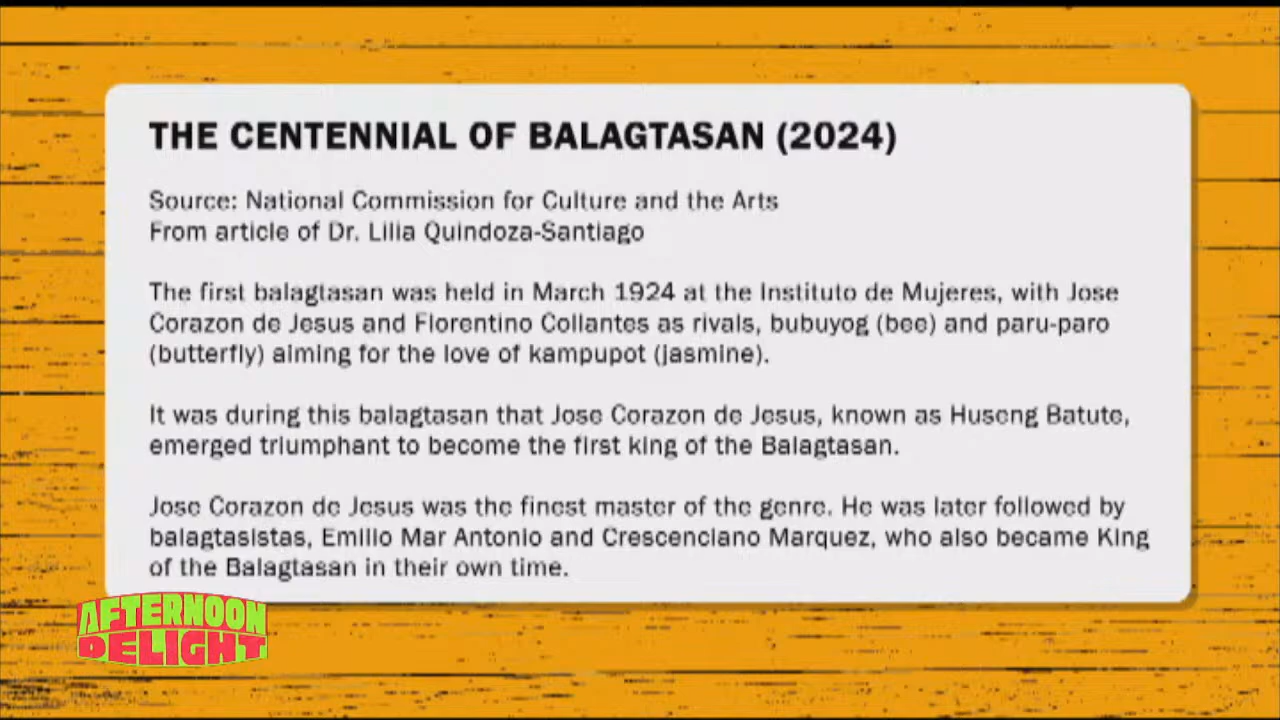 THE CENTENNIAL OF BALAGTASAN (2024)
Source: National Commission for Culture and the Arts
From article of Dr. Lilia Quindoza-Santiago
The first balagtasan was held in March 1924 at the Instituto de Mujeres, with Jose
Corazon de Jesus and Florentino Collantes as rivals, bubuyog (bee) and paru-paro
(butterfly) aiming for the love of kampupot (jasmine).
It was during this balagtasan that Jose Corazon de Jesus, known as Huseng Batute,
emerged triumphant to become the first king of the Balagtasan.
Jose Corazon de Jesus was the finest master of the genre. He was later followed by
balagtasistas, Emilio Mar Antonio and Crescenciano Marquez, who also became King
of the Balagtasan in their own time.
AFTERNOON
DELIGHT